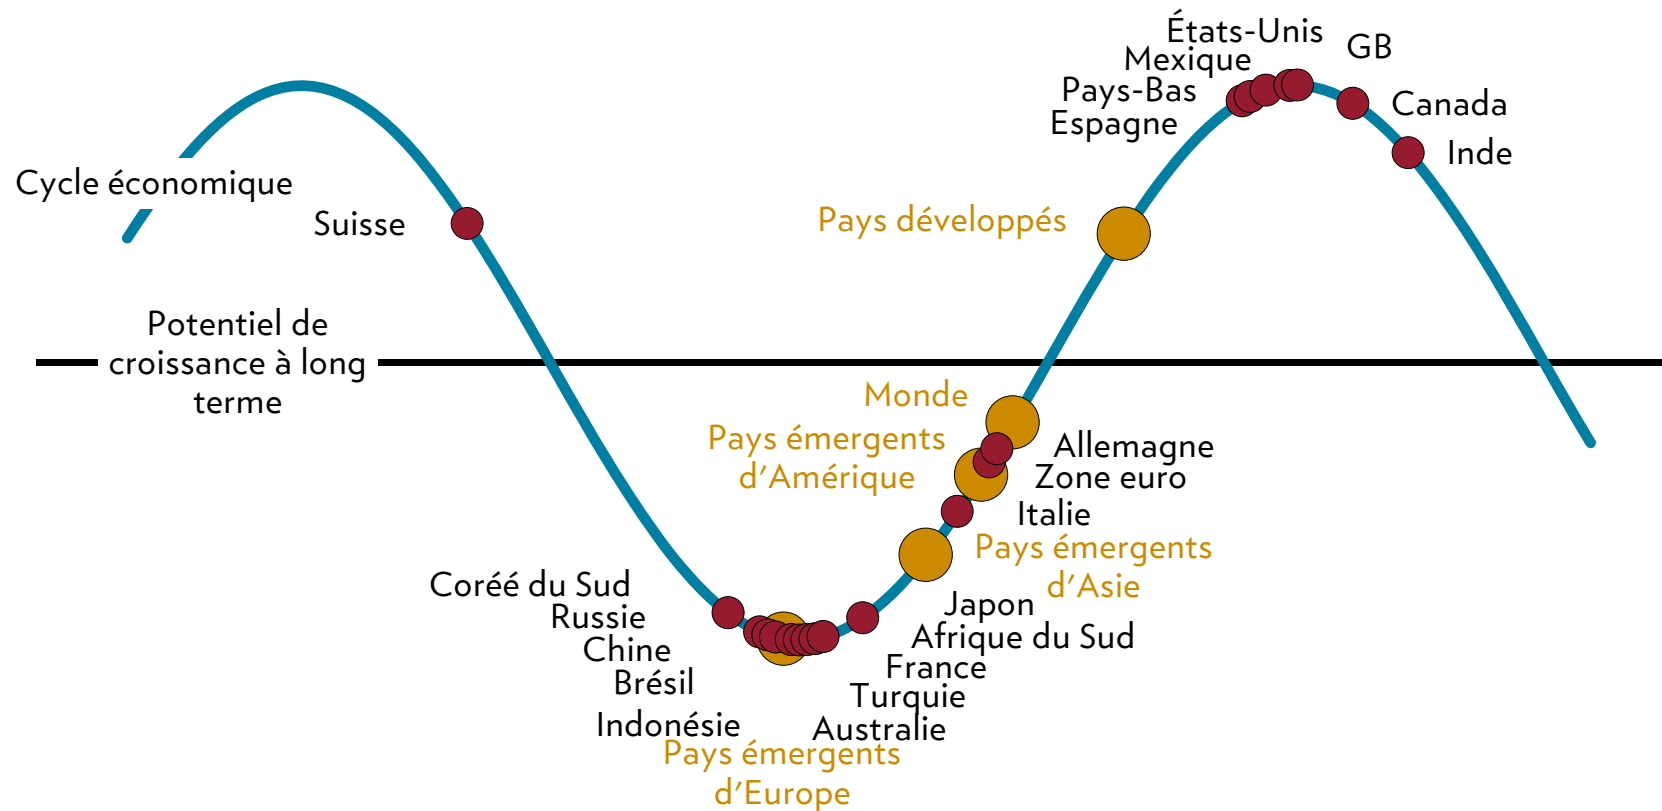 États-Unis
GB
Mexique
Pays-Bas
Canada
Espagne
Inde
Cycle économique
Suisse
Pays développés
Potentiel de
croissance à long
terme
Monde
Pays émergents
d'Amérique
Allemagne
Zone euro
Italie
Pays émergents
d'Asie
Coréé du Sud
Russie
Chine
Brésil
Indonésie
Japon
Afrique du Sud
France
Turquie
Australie
Pays émergents
d'Europe